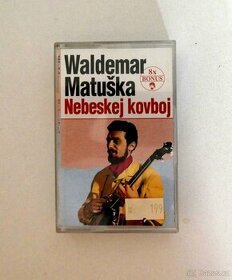 Waldemar
Matuška
8x
BONUS
Nebeskej kovboj
199